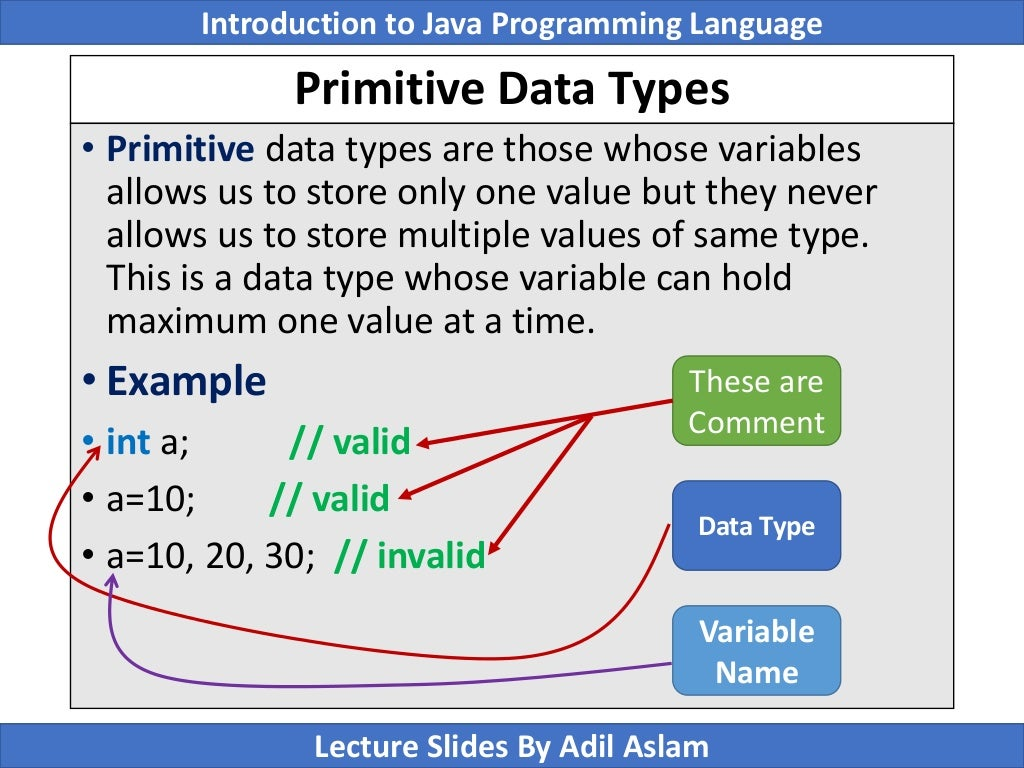 Introduction to Java Programming Language
Primitive Data Types
• Primitive data types are those whose variables
allows us to store only one value but they never
allows us to store multiple values of same type.
This is a data type whose variable can hold
maximum one value at a time.
• Example
• int a; // valid
• a=10; // valid
• a=10, 20, 30; // invalid
These are
Comment
Data Type
Variable
Name
Lecture Slides By Adil Aslam